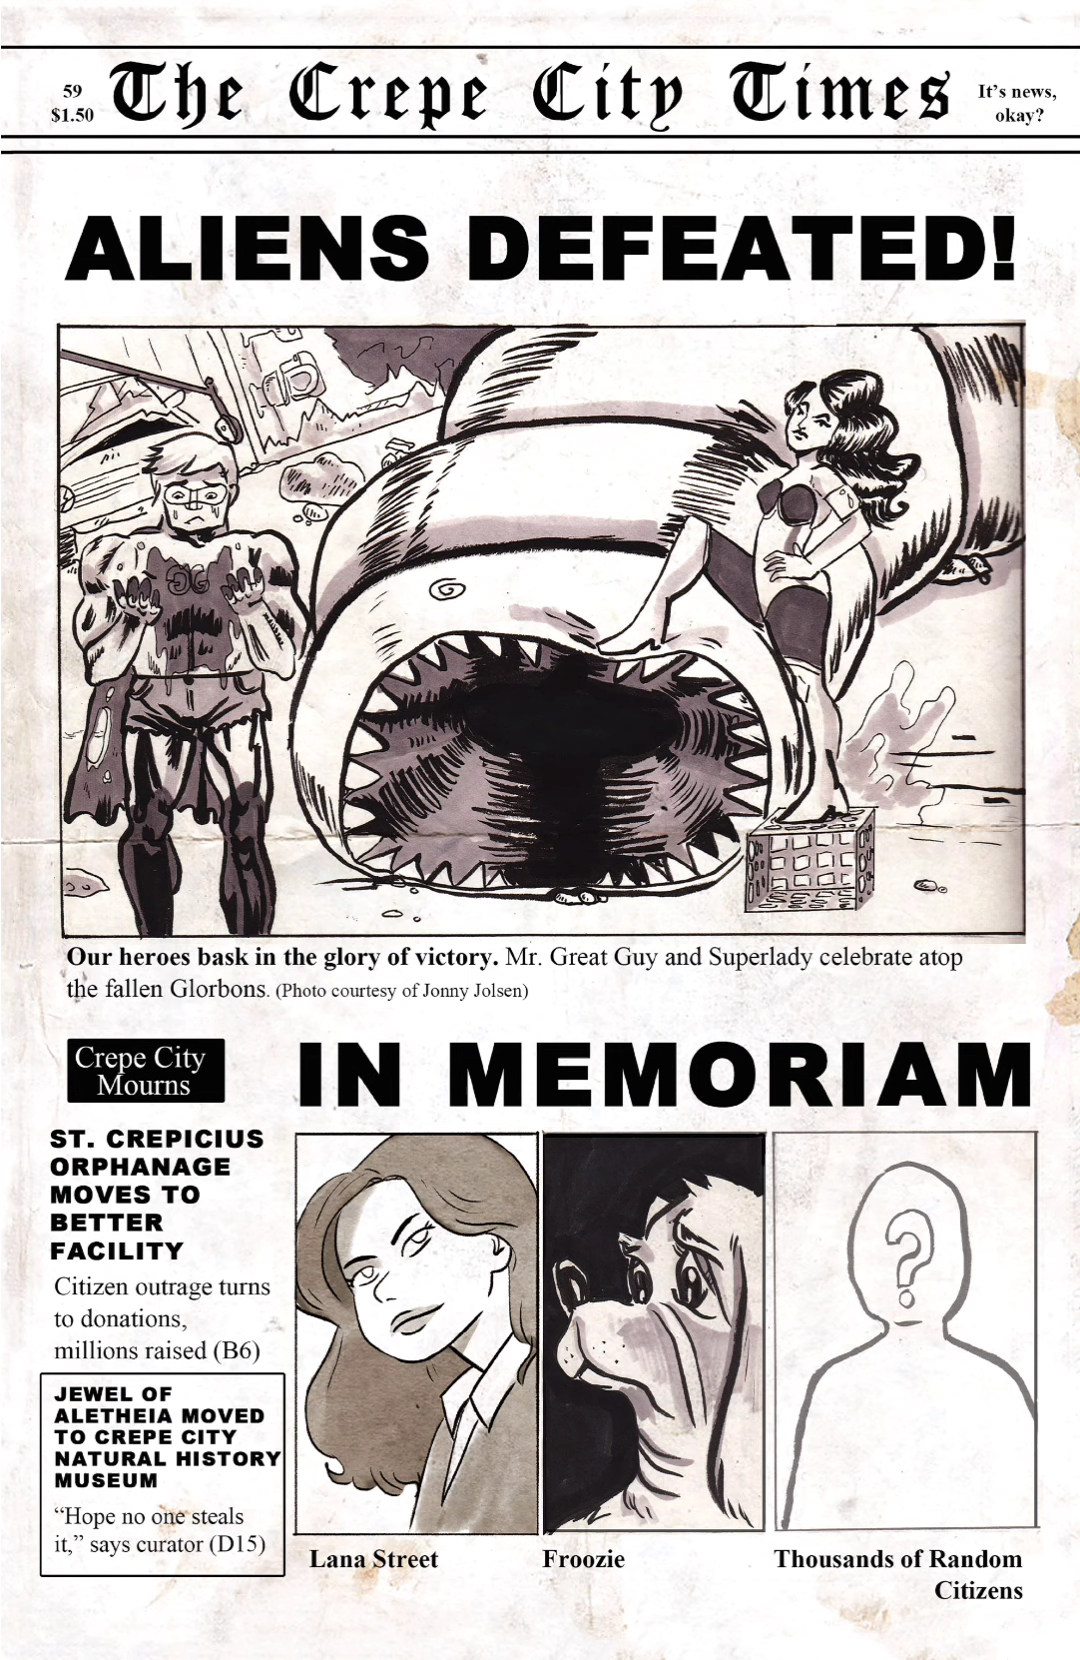 59
$1.50
The Crepe City Times
It's news,
okay?
ALIENS DEFEATED!
GG
Our heroes bask in the glory of victory. Mr. Great Guy and Superlady celebrate atop
the fallen Glorbons. (Photo courtesy of Jonny Jolsen)
Crepe City
Mourns
IN MEMORIAM
ST. CREPICIUS
ORPHANAGE
MOVES TO
BETTER
FACILITY
Citizen outrage turns
to donations,
millions raised (B6)
JEWEL OF
ALETHEIA MOVED
TO CREPE CITY
NATURAL HISTORY
MUSEUM
“Hope no one steals
it,” says curator (D15)
?
Lana Street
Froozie
Thousands of Random
Citizens